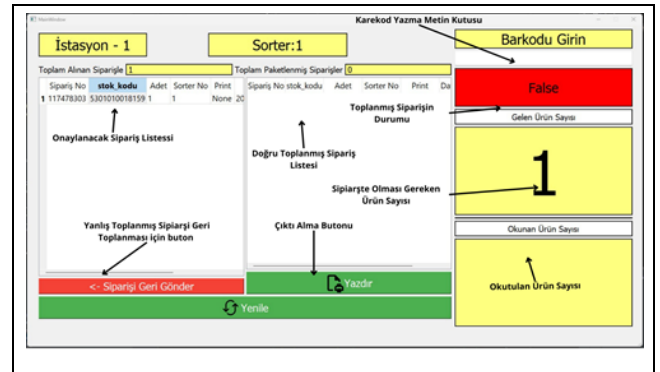 MainWindow
Karekod Yazma Metin Kutusu
İstasyon - 1
Sorter:1
Barkodu Girin
Toplam Alınan Siparişle 1
Toplam Paketlenmiş Siparişler 0
Sipariş No stok_kodu Adet Sorter No Print
1 117478303 5301010018159 1 1 None 20
Sipariş No stok_kodu Adet Sorter No Print Da
False
Toplanmış Siparişin
Durumu
Gelen Ürün Sayısı
Onaylanacak Sipariş Listessi
Doğru Toplanmış Sipariş
Listesi
1
Sipiarşte Olması Gereken
Ürün Sayısı
Yanlış Toplanmış Sipiarşi Geri
Toplanması için buton
Çıktı Alma Butonu
Okunan Ürün Sayısı
<- Siparişi Geri Gönder
Yazdır
Okutulan Ürün Sayısı
Yenile